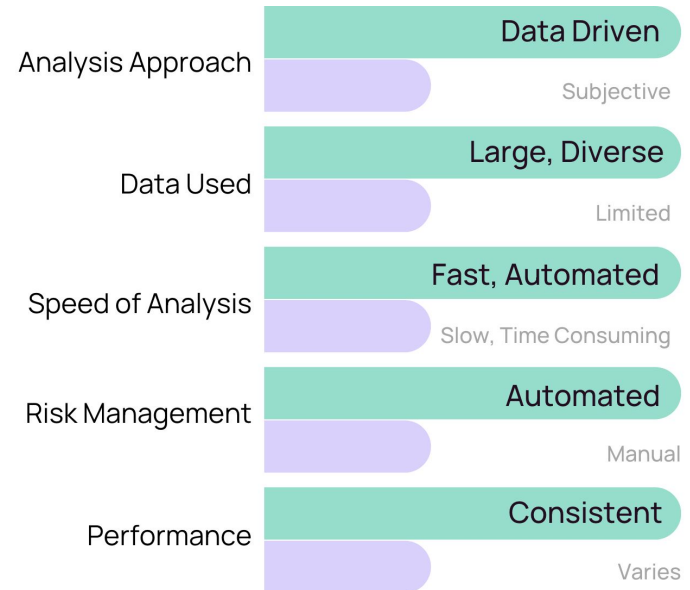 Data Driven
Analysis Approach
Subjective
Large, Diverse
Data Used
Limited
Fast, Automated
Speed of Analysis
Slow, Time Consuming
Automated
Risk Management
Manual
Consistent
Performance
Varies